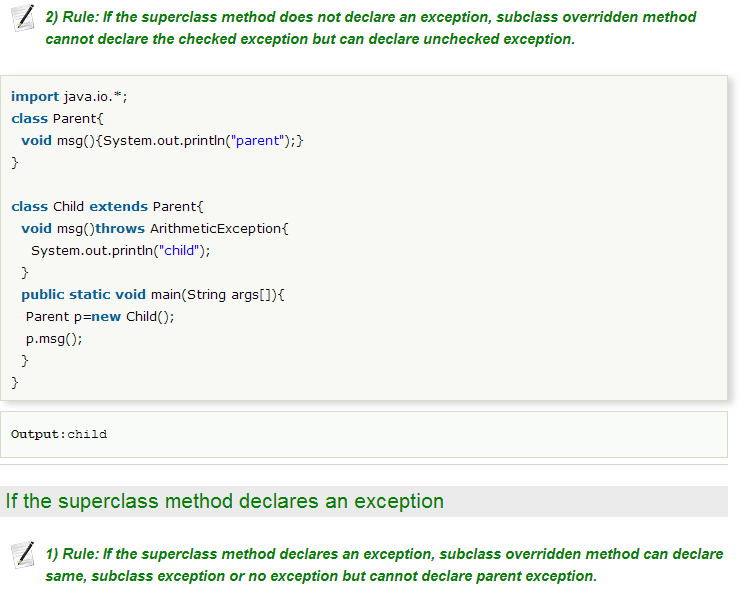 2) Rule: If the superclass method does not declare an exception, subclass overridden method
cannot declare the checked exception but can declare unchecked exception.
import java.io.*;
class Parent{
void msg(){System.out.println("parent");}
}
class Child extends Parent{
void msg()throws ArithmeticException{
System.out.println("child");
}
public static void main(String args[]){
Parent p=new Child();
p.msg();
}
}
Output:child
If the superclass method declares an exception
1) Rule: If the superclass method declares an exception, subclass overridden method can declare
same, subclass exception or no exception but cannot declare parent exception.